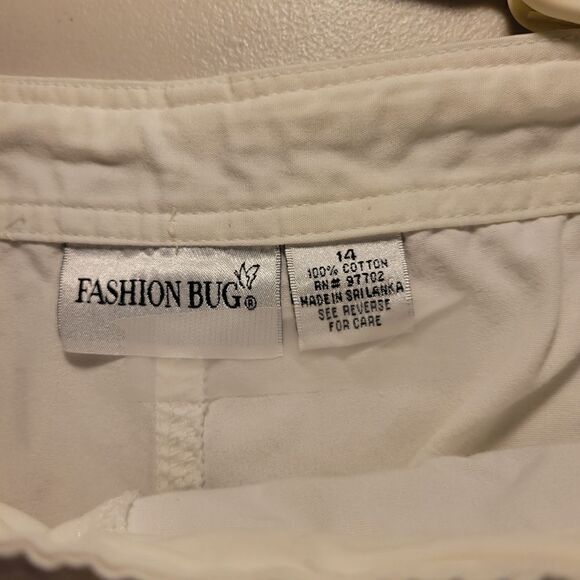 FASHION BUG®
14
100% COTTON
RN# 97702
MADE IN SRI LANKA
SEE REVERSE
FOR CARE